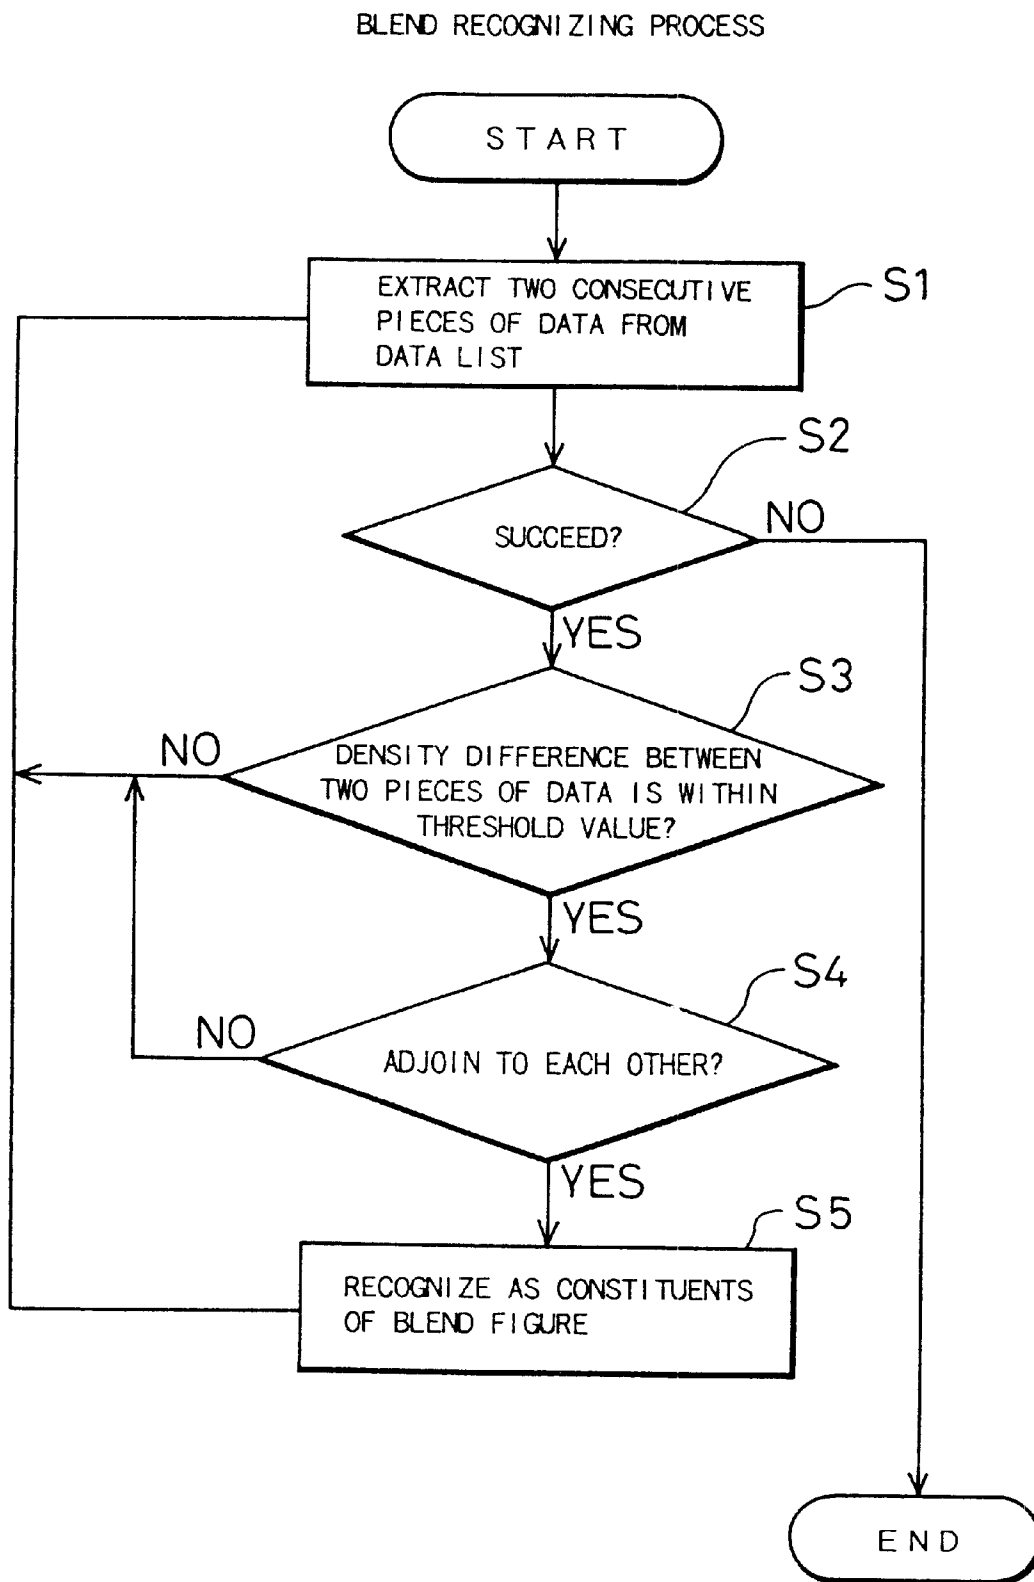 BLEND RECOGNIZING PROCESS
START
EXTRACT TWO CONSECUTIVE
PIECES OF DATA FROM
DATA LIST
S1
S2
SUCCEED?
NO
YES
S3
DENSITY DIFFERENCE BETWEEN
TWO PIECES OF DATA IS WITHIN
THRESHOLD VALUE?
NO
YES
S4
ADJOIN TO EACH OTHER?
NO
YES
S5
RECOGNIZE AS CONSTITUENTS
OF BLEND FIGURE
END